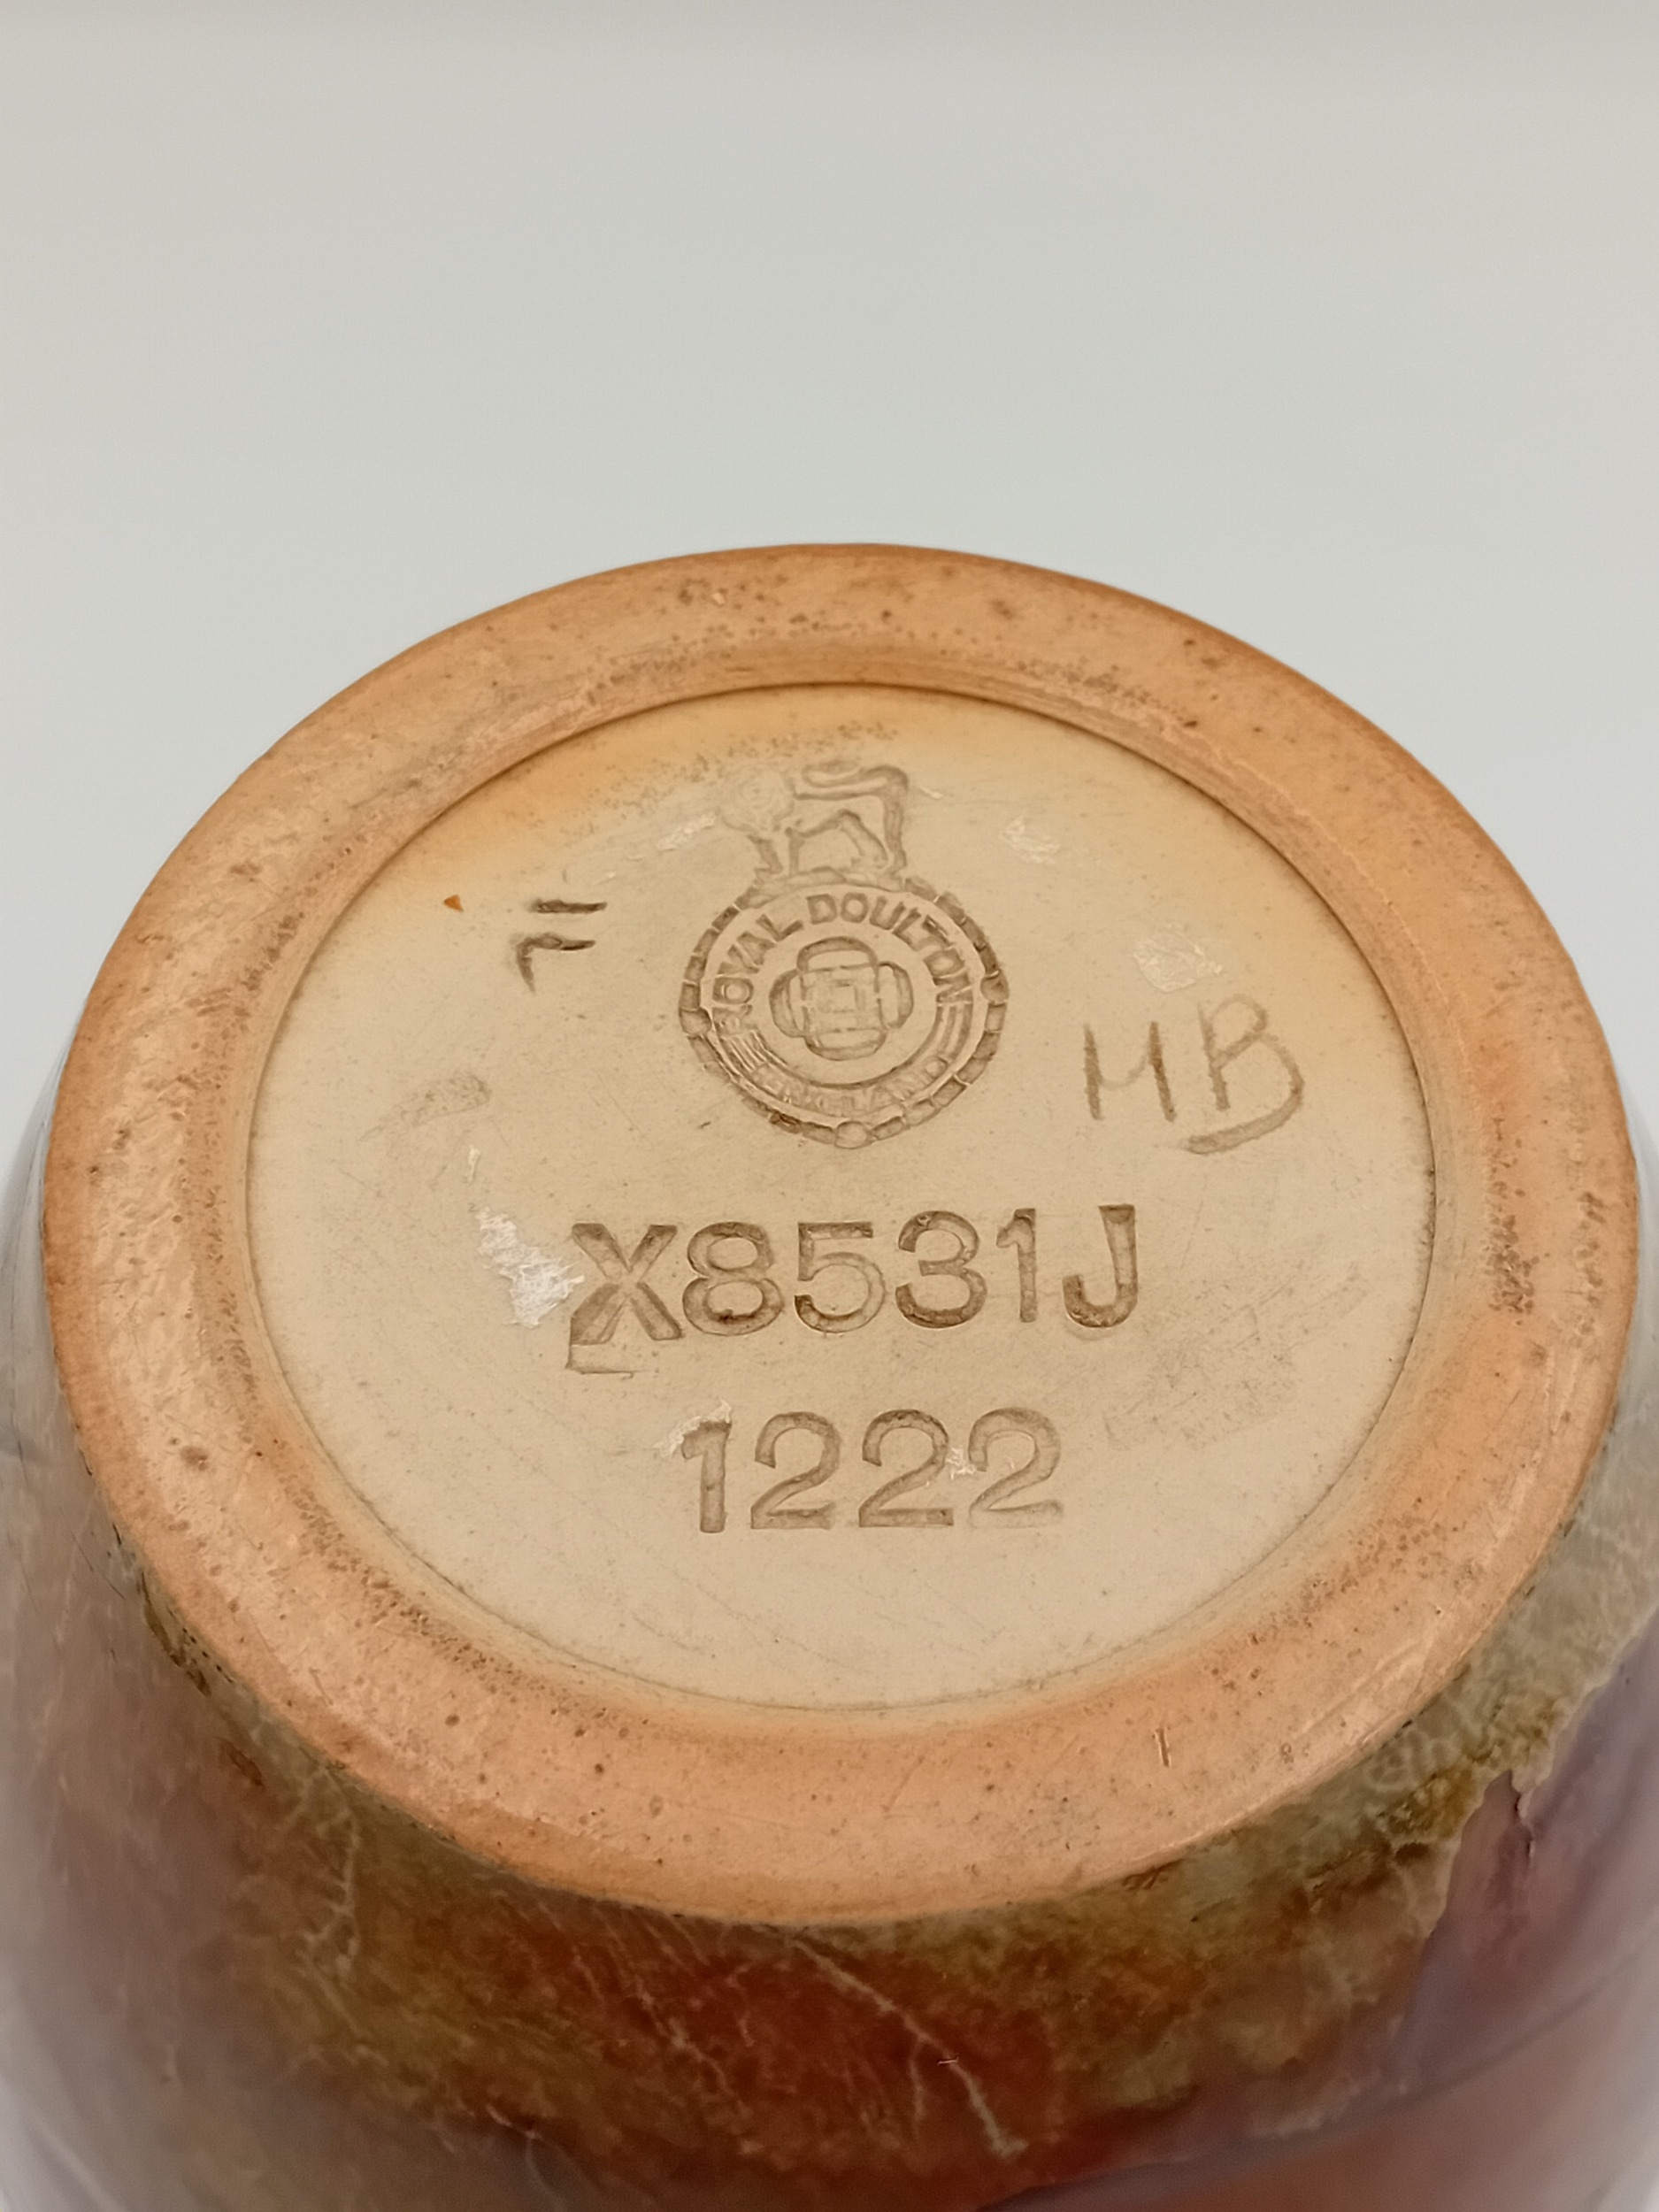 ROYAL DOULTON
ENGLAND
MB
X8531J
1222